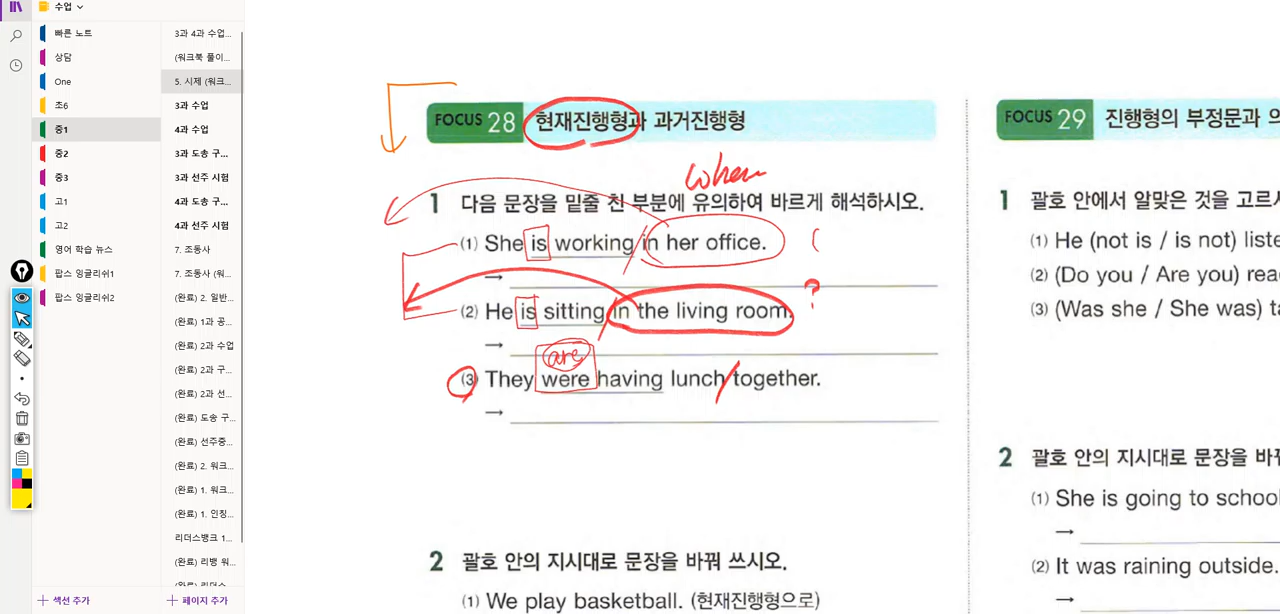 수업
빠른 노트
상담
One
초6
중1
중2
중3
고1
고2
영어 학습 뉴스
팝스 잉글리쉬1
팝스 잉글리쉬2
섹션 추가
3과 4과 수업...
(워크북 풀이...
5. 시제 (워크...
3과 수업
4과 수업
3과 도송 구...
3과 선주 시험
4과 도송 구...
4과 선주 시험
7. 조동사
7. 조동사 (워...
(완료) 2. 일반...
(완료) 1과 공...
(완료) 2과 수업
(완료) 2과 구...
(완료) 2과 선...
(완료) 도송 구...
(완료) 선주중...
(완료) 2. 워크...
(완료) 1. 워크...
(완료) 1. 인칭...
리더스뱅크 1...
(완료) 리뱅 워...
페이지 추가
FOCUS 28 현재진행형과 과거진행형
when
1 다음 문장을 밑줄 친 부분에 유의하여 바르게 해석하시오.
(1) She is working in her office.
→
?
(2) He is sitting in the living room.
→
are
(3) They were having lunch together.
→
2 괄호 안의 지시대로 문장을 바꿔 쓰시오.
(1) We play basketball. (현재진행형으로)
FOCUS 29 진행형의 부정문과
1 괄호 안에서 알맞은 것을
(1) He (not is / is not)
(2) (Do you / Are you)
(3) (Was she / She was)
2 괄호 안의 지시대로 문장을
(1) She is going to school
→
(2) It was raining outside.
→